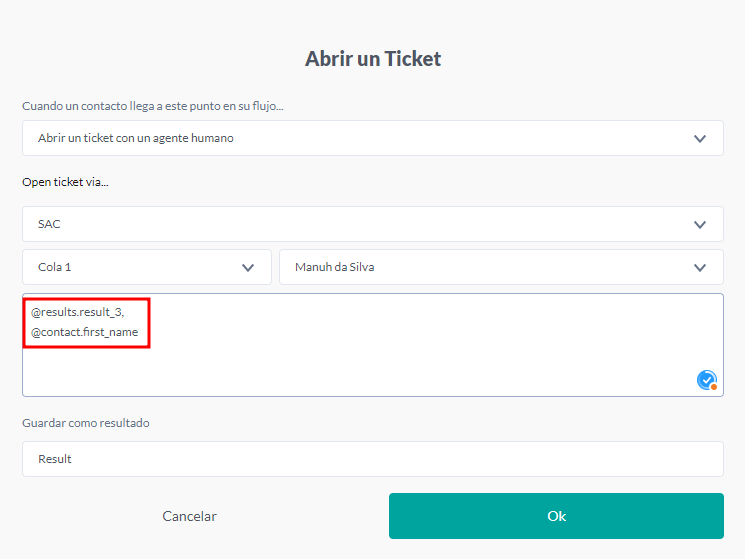 Abrir un Ticket
Cuando un contacto llega a este punto en su flujo...
Abrir un ticket con un agente humano
Open ticket via...
SAC
Cola 1
Manuh da Silva
@results.result_3,
@contact.first_name
Guardar como resultado
Result
Cancelar
Ok